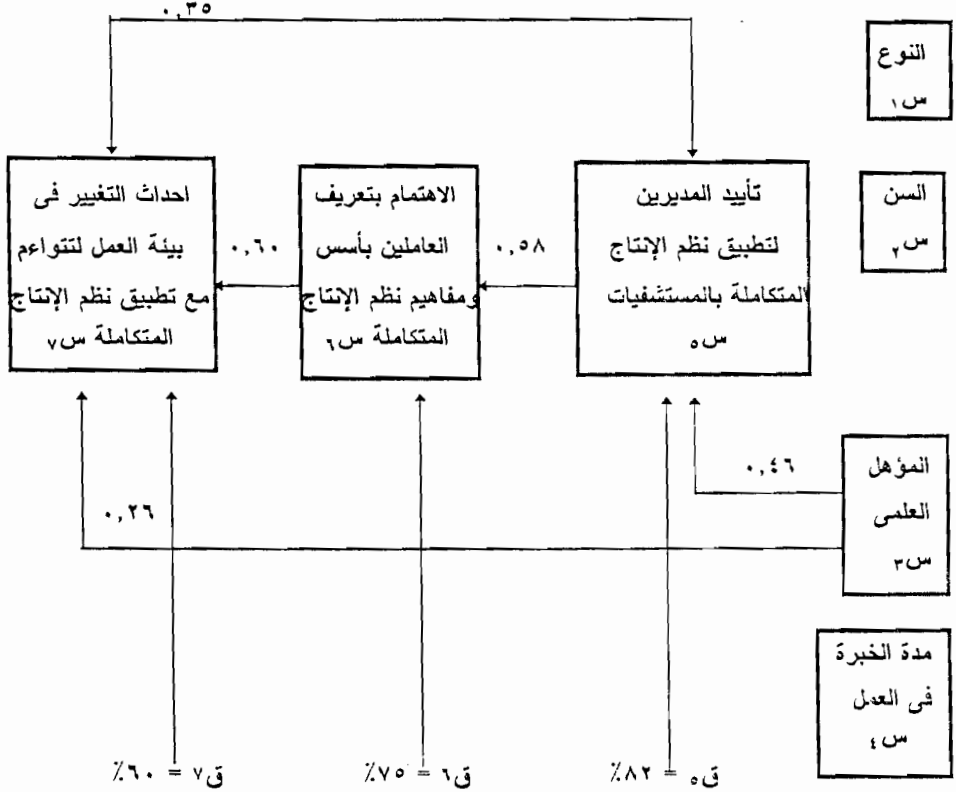 ٠,٣٥
النوع
س١
السن
س٢
تأييد المديرين
لتطبيق نظم الإنتاج
المتكاملة بالمستشفيات
س٥
٠,٥٨
الاهتمام بتعريف
العاملين بأسس
ومفاهيم نظم الإنتاج
المتكاملة س٦
٠,٦٠
احداث التغيير فى
بيئة العمل لتتواءم
مع تطبيق نظم الإنتاج
المتكاملة س٧
المؤهل
العلمى
س٣
٠,٤٦
٠,٢٦
مدة الخبرة
فى العمل
س٤
ق٥ = ٨٢٪
ق٦ = ٧٥٪
ق٧ = ٦٠٪